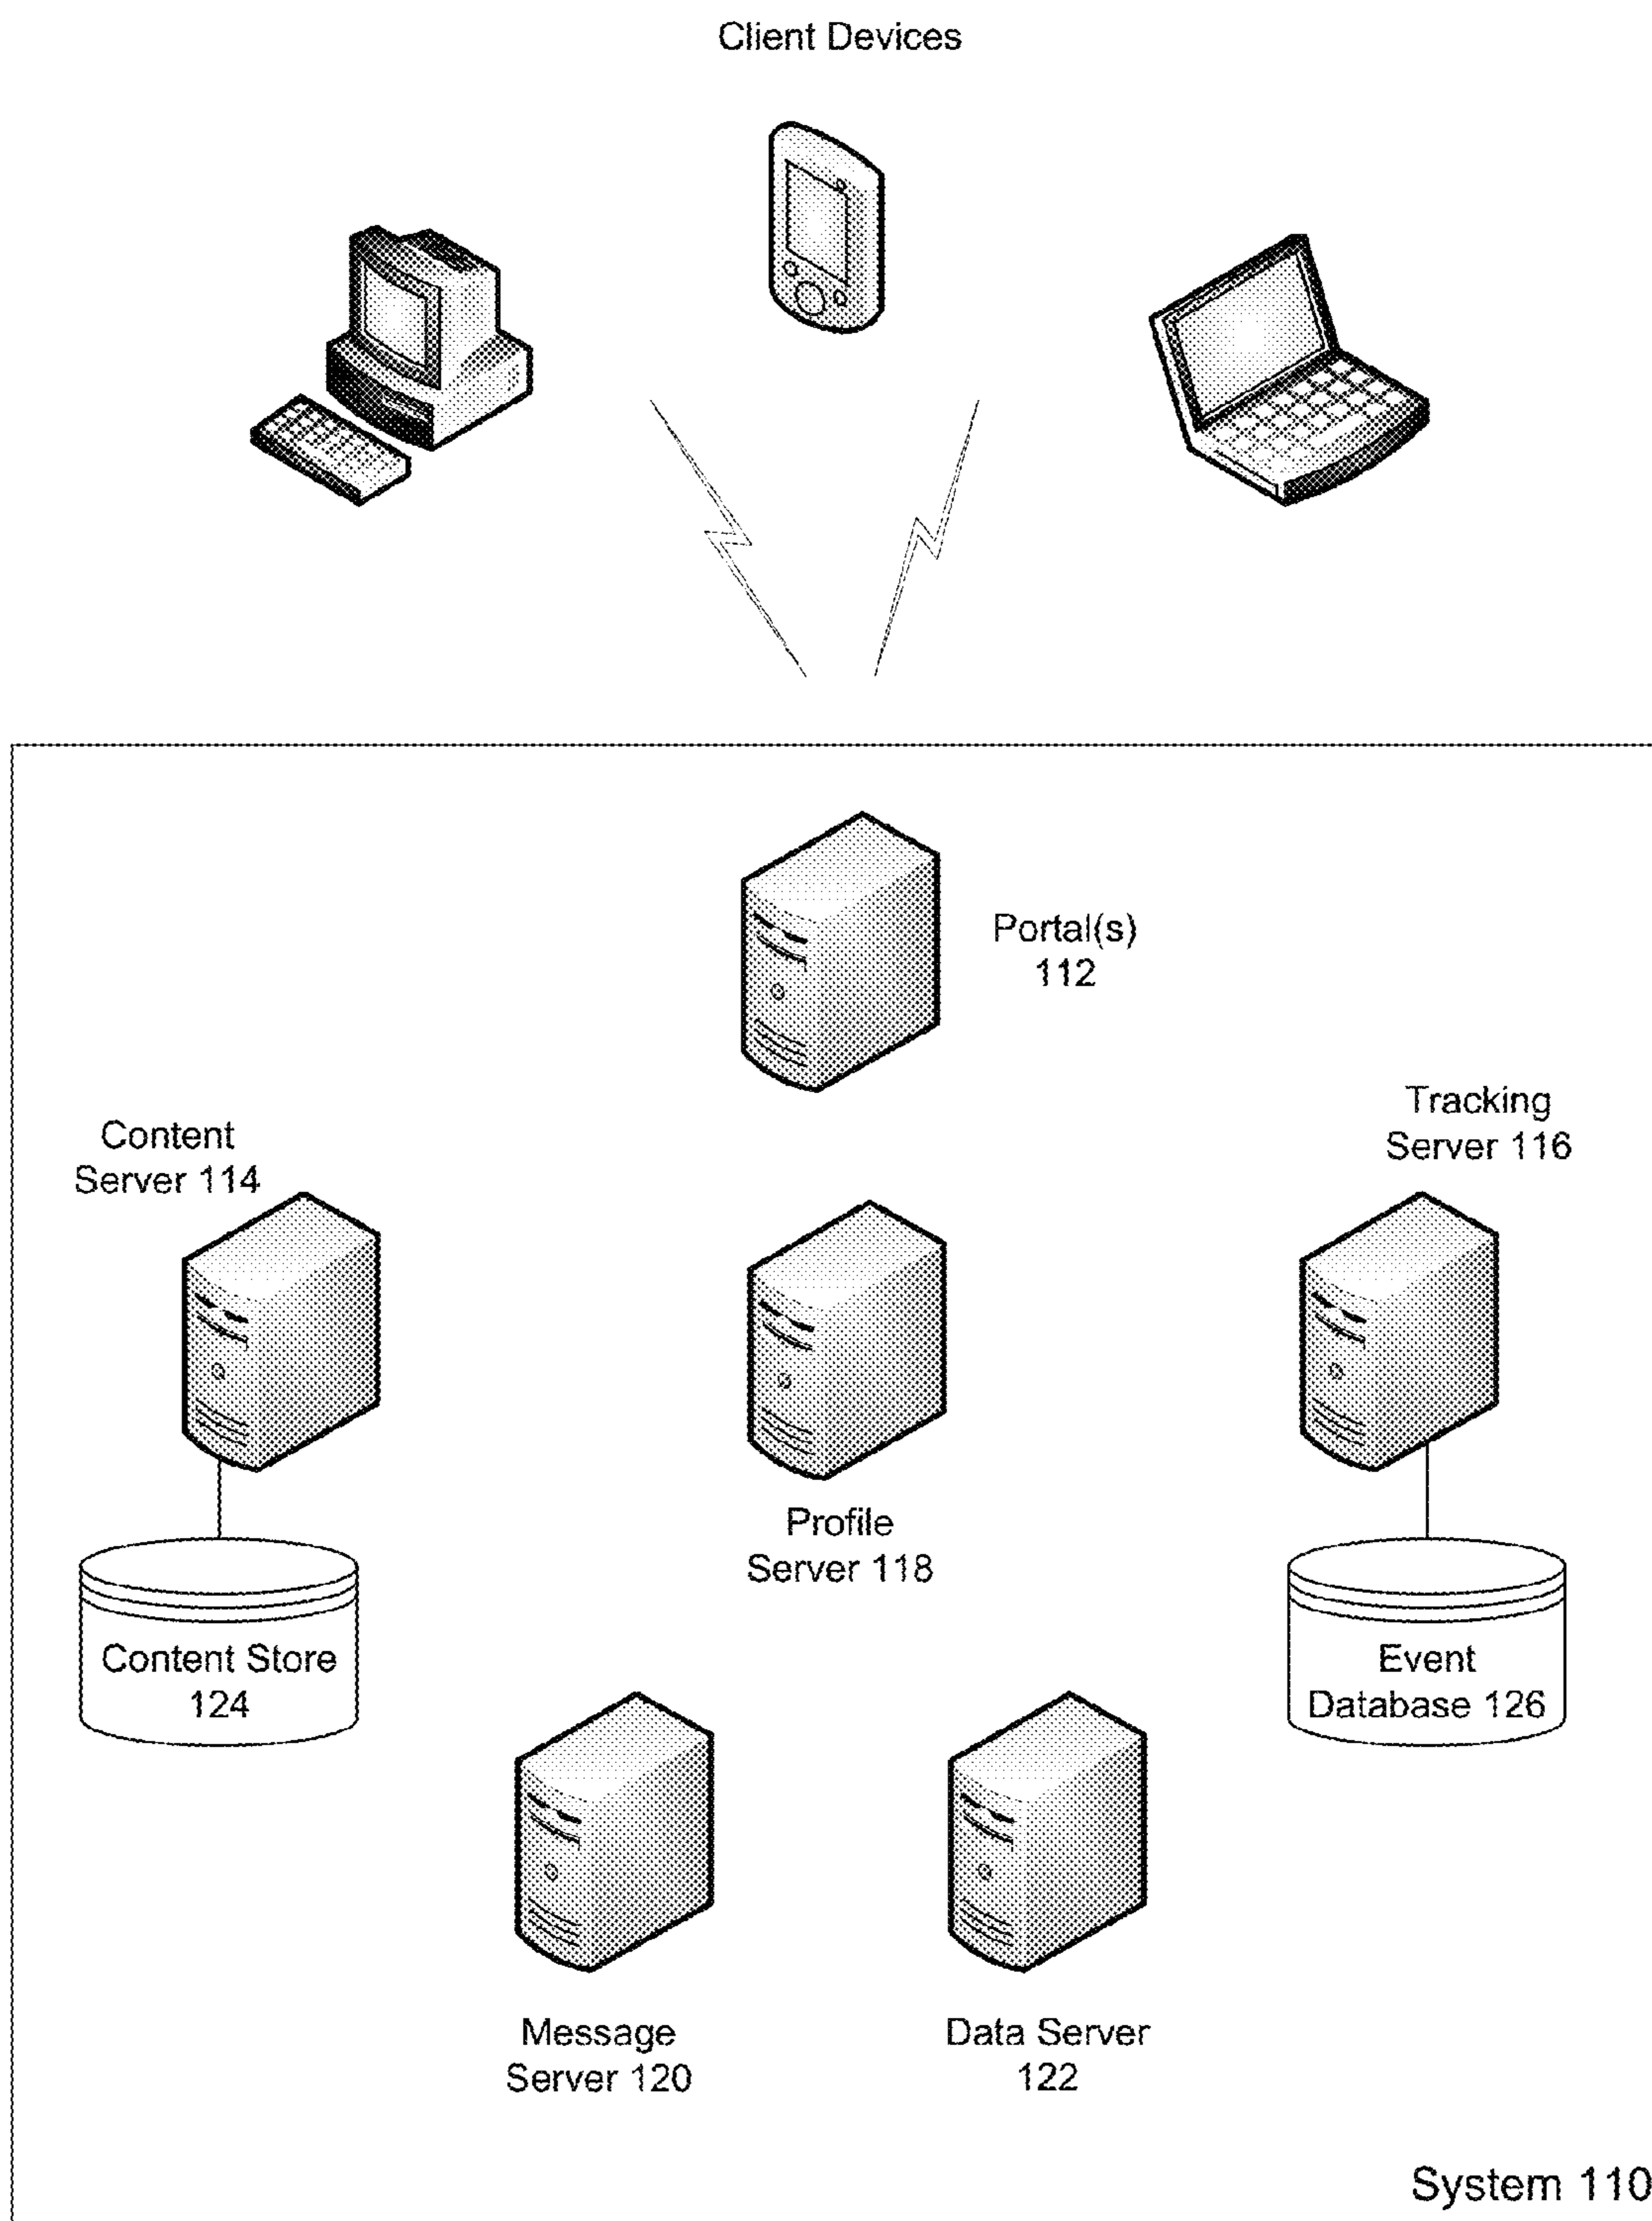 Client Devices
Portal(s)
112
Tracking
Server 116
Content
Server 114
Profile
Server 118
Content Store
124
Event
Database 126
Message
Server 120
Data Server
122
System 110